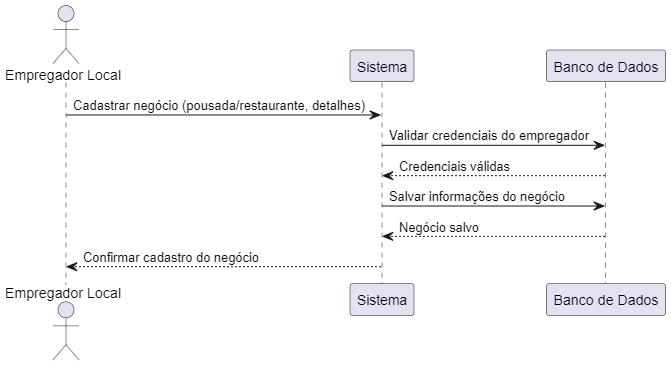 Empregador Local
Sistema
Banco de Dados
Cadastrar negócio (pousada/restaurante, detalhes)
Validar credenciais do empregador
Credenciais válidas
Salvar informações do negócio
Negócio salvo
Confirmar cadastro do negócio
Empregador Local
Sistema
Banco de Dados